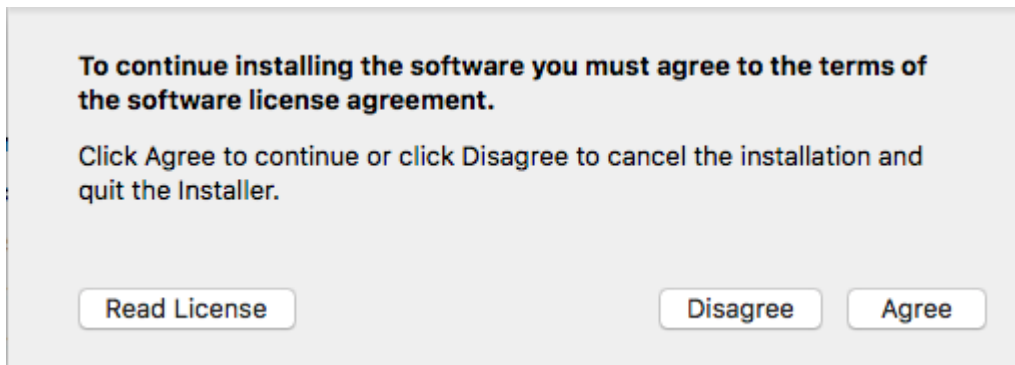 To continue installing the software you must agree to the terms of
the software license agreement.
Click Agree to continue or click Disagree to cancel the installation and
quit the Installer.
Read License
Disagree
Agree